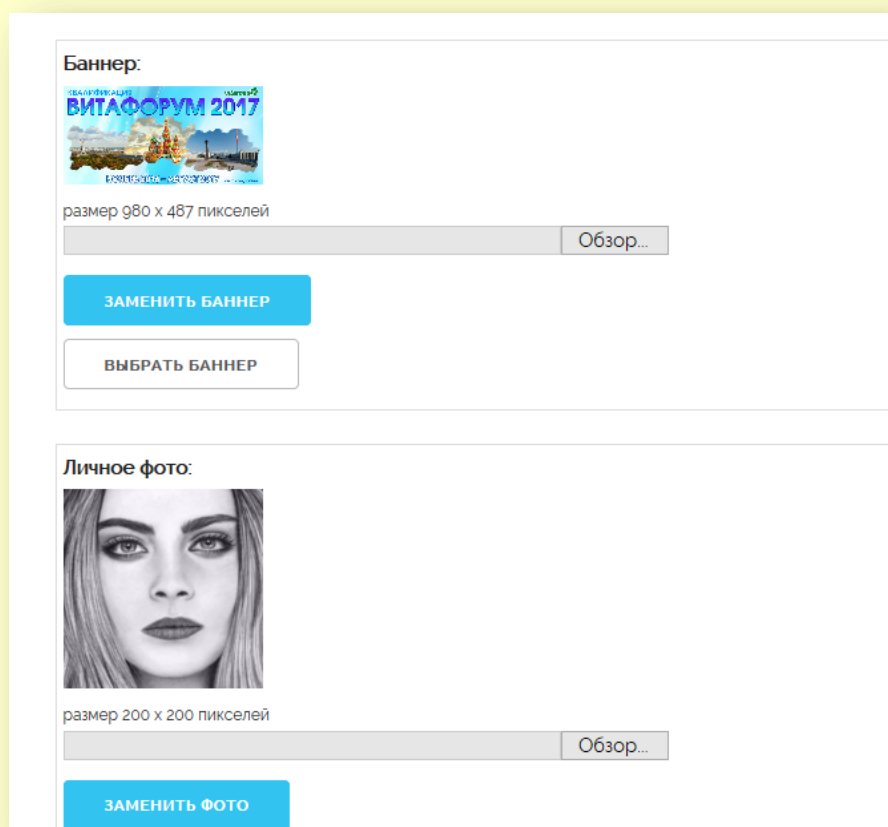 Баннер:
КВАЛИФИКАЦИЯ
ВИТАФОРУМ 2017
размер 980 x 487 пикселей
Обзор...
ЗАМЕНИТЬ БАННЕР
ВЫБРАТЬ БАННЕР
Личное фото:
размер 200 x 200 пикселей
Обзор...
ЗАМЕНИТЬ ФОТО